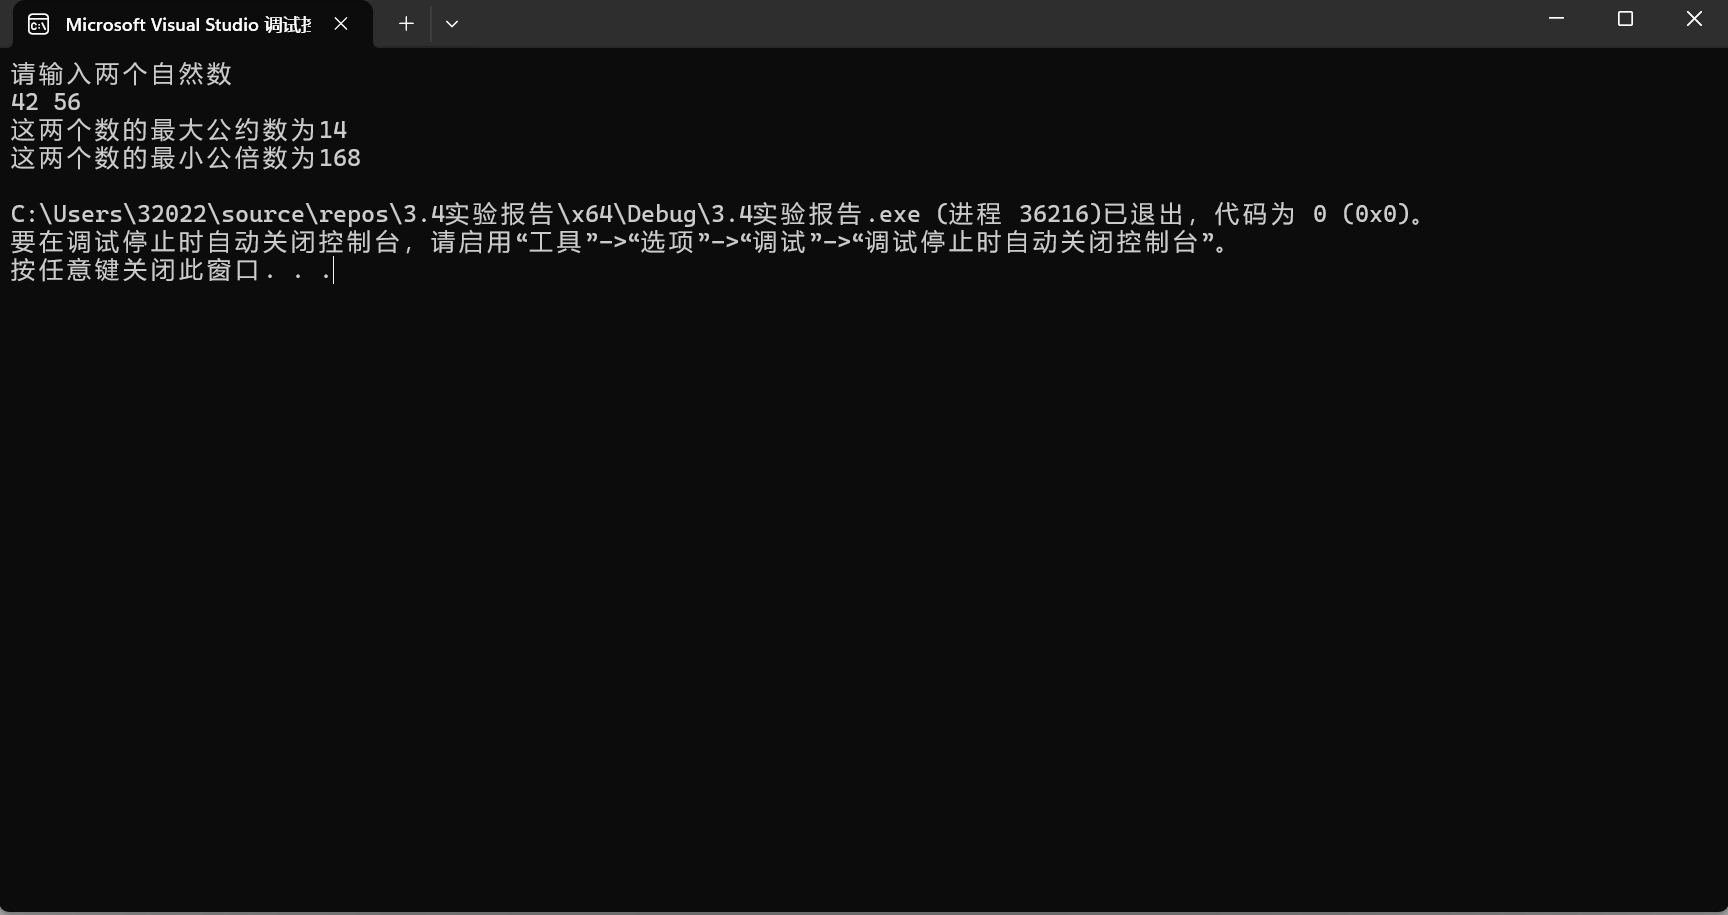 Microsoft Visual Studio 调试
请输入两个自然数
42 56
这两个数的最大公约数为14
这两个数的最小公倍数为168
C:\Users\32022\source\repos\3.4实验报告\x64\Debug\3.4实验报告.exe (进程 36216)已退出，代码为 0 (0x0)。
要在调试停止时自动关闭控制台，请启用“工具”->“选项”->“调试”->“调试停止时自动关闭控制台”。
按任意键关闭此窗口. . .